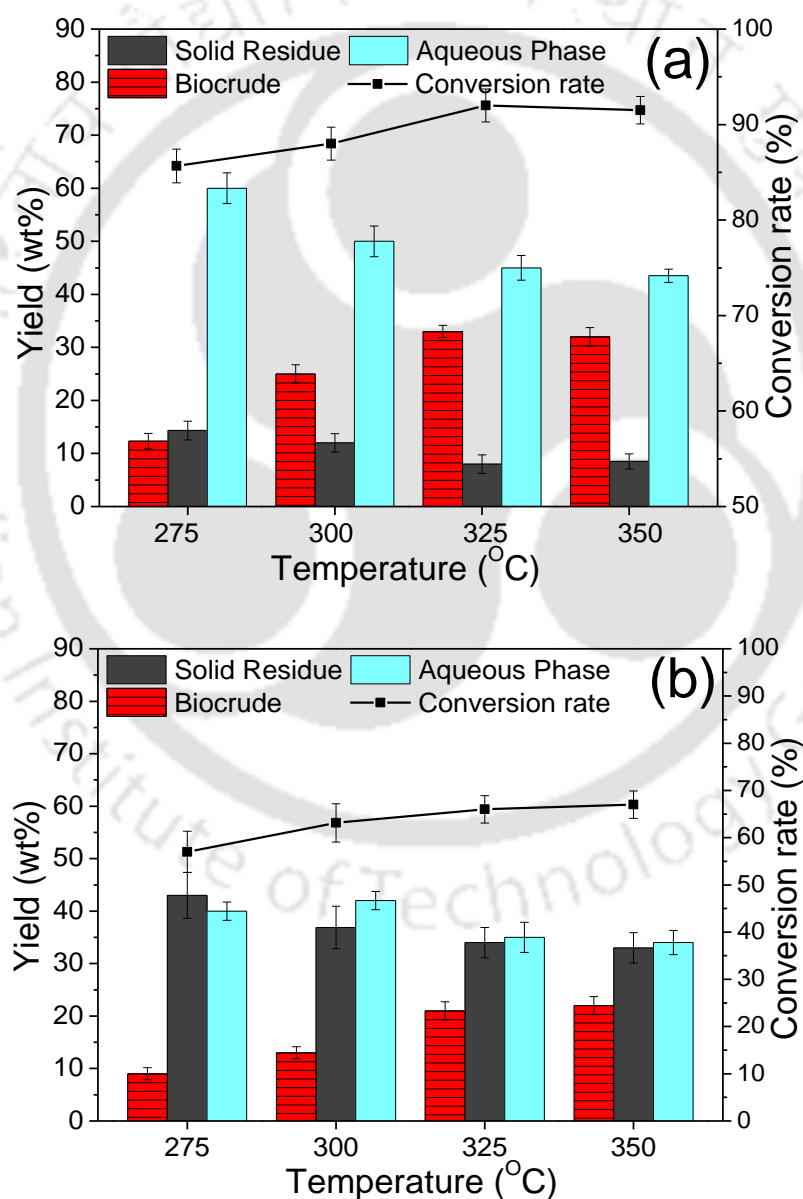 (a)
Solid Residue
Aqueous Phase
Biocrude
Conversion rate
90
80
70
60
50
40
30
20
10
0
Yield (wt%)
100
90
80
70
60
50
Conversion rate (%)
275 300 325 350
Temperature (°C)
(b)
Solid Residue
Aqueous Phase
Biocrude
Conversion rate
90
80
70
60
50
40
30
20
10
0
Yield (wt%)
100
90
80
70
60
50
40
30
20
10
0
Conversion rate (%)
275 300 325 350
Temperature (°C)
Institute of Technology